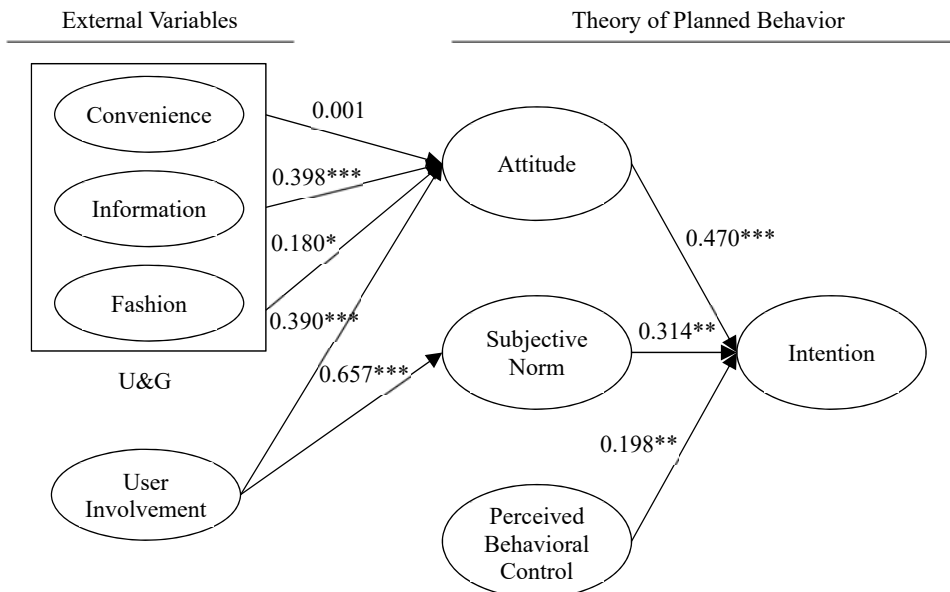 External Variables
Theory of Planned Behavior
Convenience
0.001
Attitude
Information
0.398***
0.180*
Fashion
0.390***
0.470***
Subjective
Norm
0.314**
Intention
U&G
0.657***
0.198**
User
Involvement
Perceived
Behavioral
Control